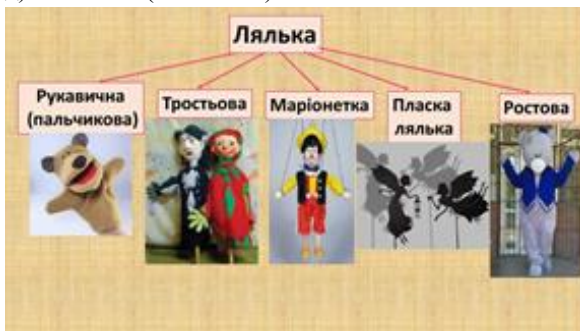 Лялька
Рукавична
(пальчикова)
Тростьова
Маріонетка
Пласка
лялька
Ростова